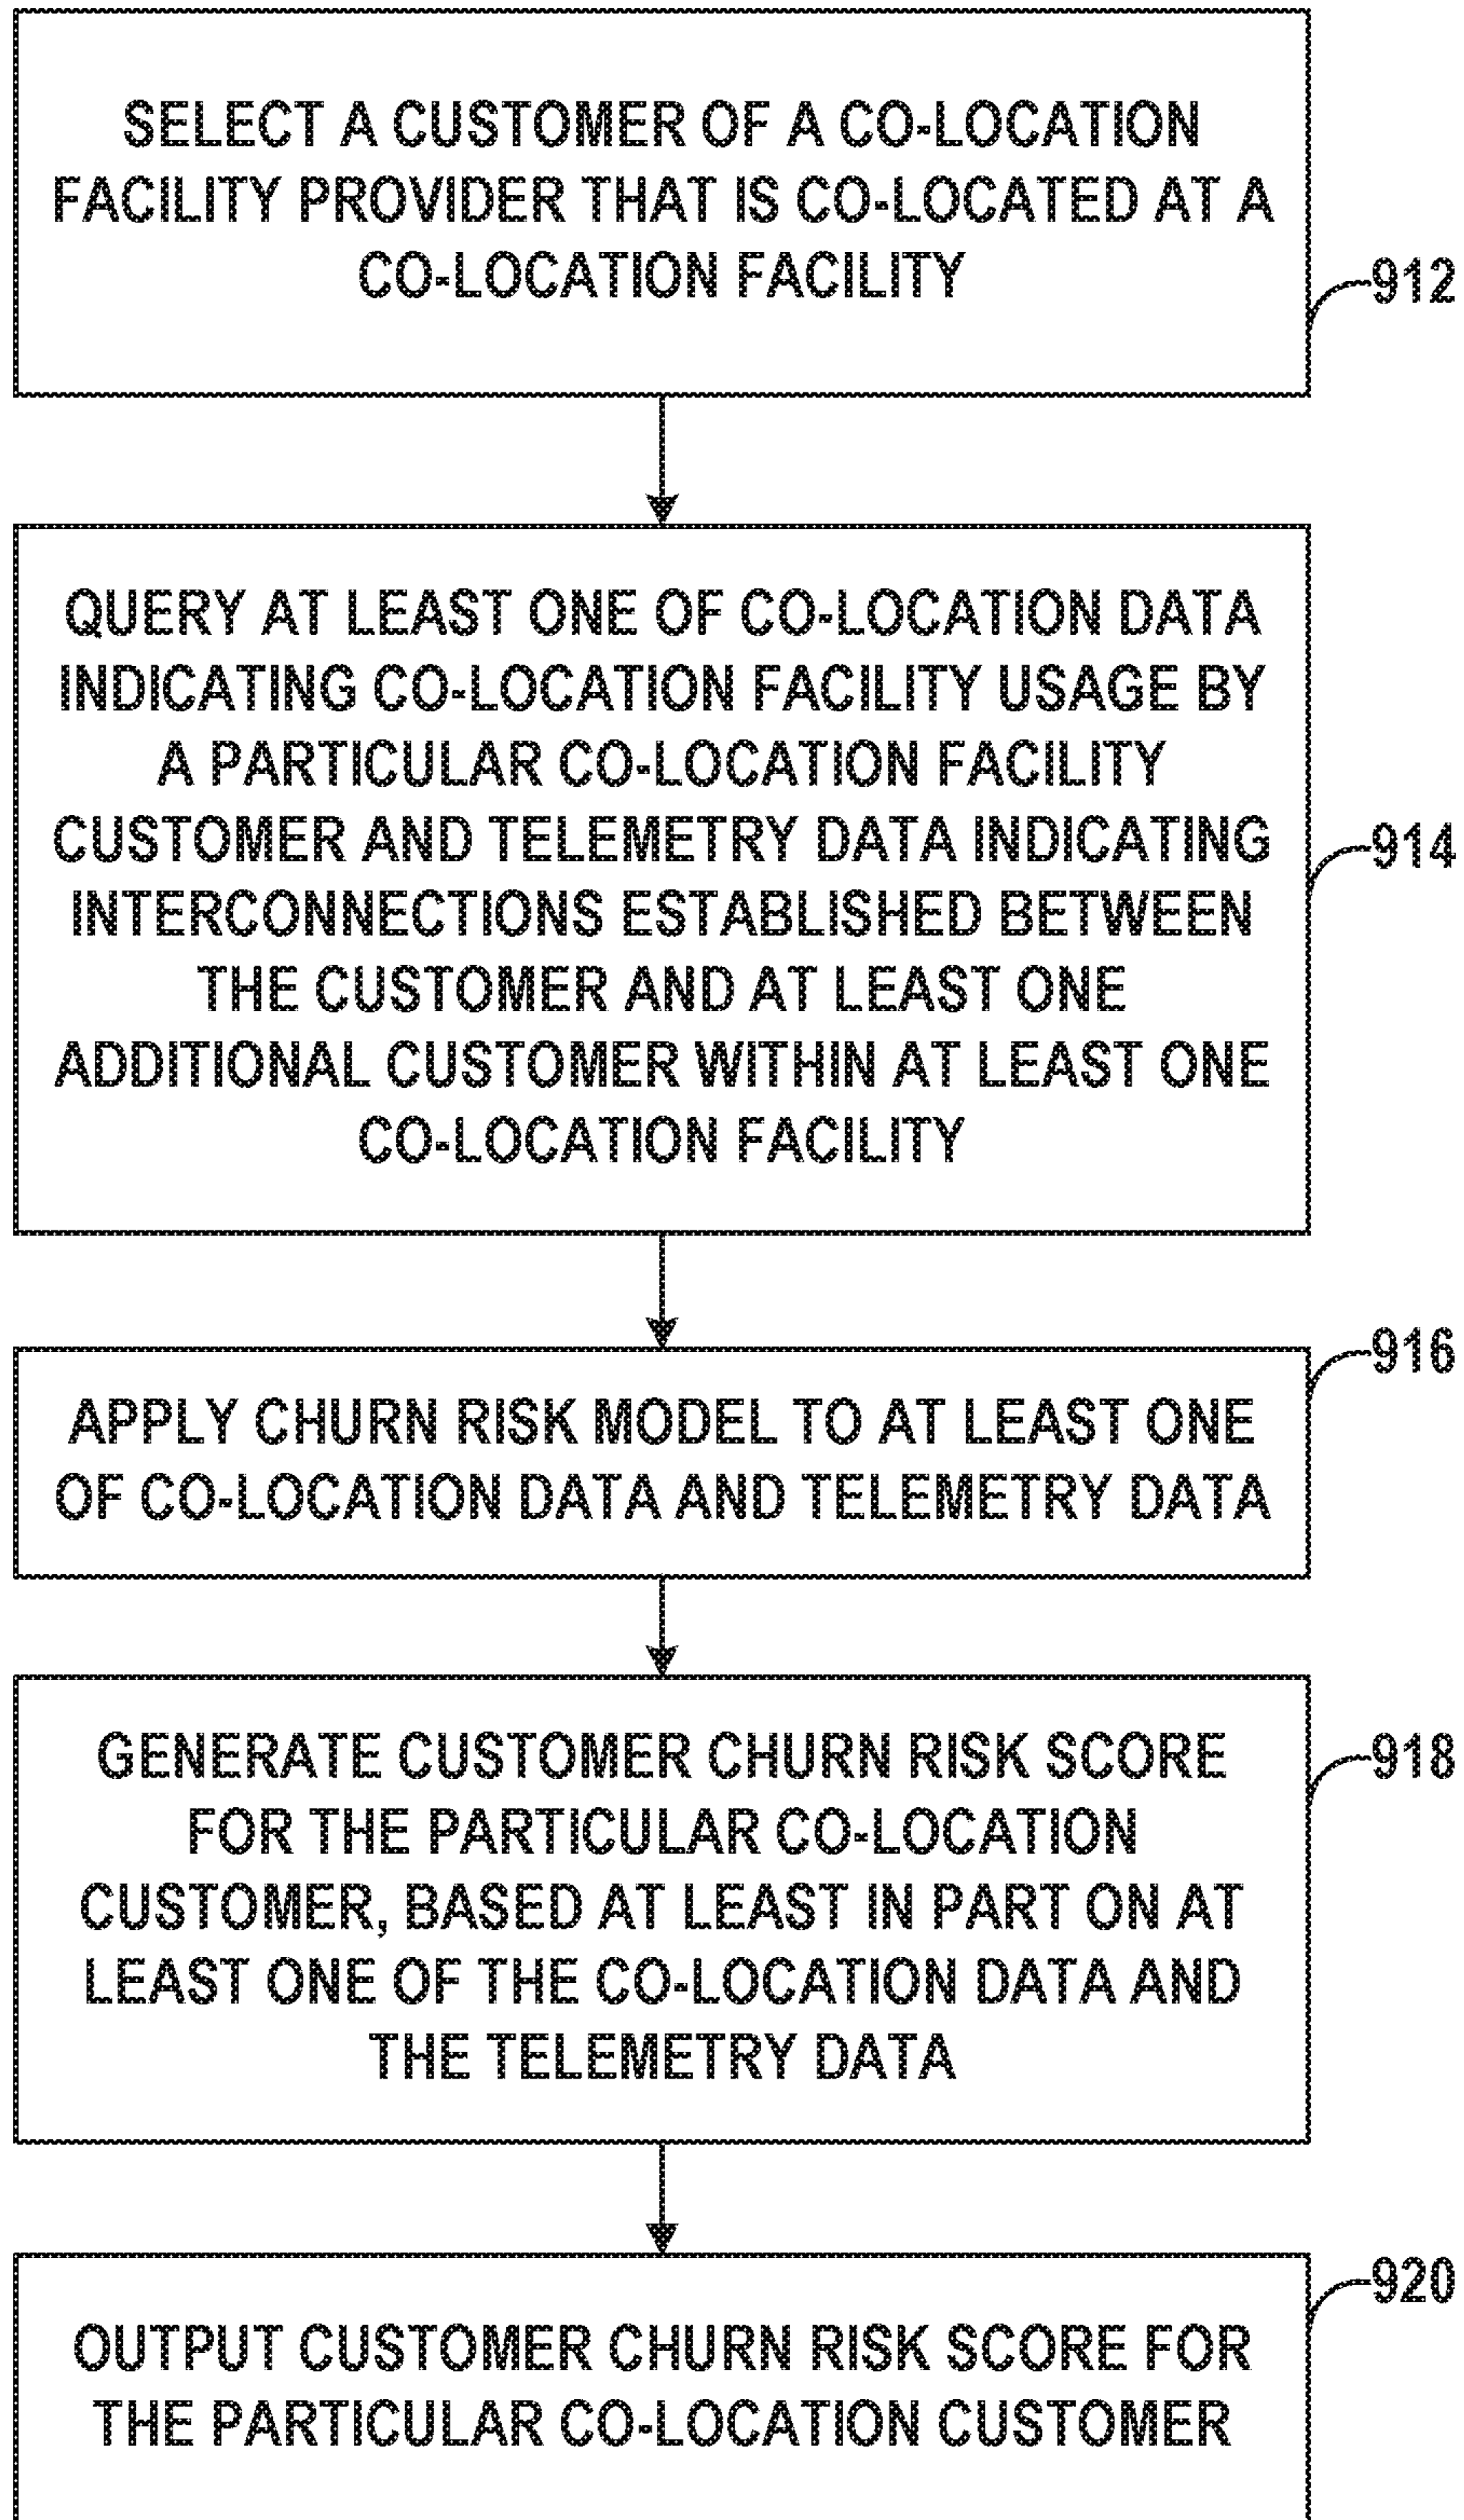 SELECT A CUSTOMER OF A CO-LOCATION
FACILITY PROVIDER THAT IS CO-LOCATED AT A
CO-LOCATION FACILITY
912
QUERY AT LEAST ONE OF CO-LOCATION DATA
INDICATING CO-LOCATION FACILITY USAGE BY
A PARTICULAR CO-LOCATION FACILITY
CUSTOMER AND TELEMETRY DATA INDICATING
INTERCONNECTIONS ESTABLISHED BETWEEN
THE CUSTOMER AND AT LEAST ONE
ADDITIONAL CUSTOMER WITHIN AT LEAST ONE
CO-LOCATION FACILITY
914
APPLY CHURN RISK MODEL TO AT LEAST ONE
OF CO-LOCATION DATA AND TELEMETRY DATA
916
GENERATE CUSTOMER CHURN RISK SCORE
FOR THE PARTICULAR CO-LOCATION
CUSTOMER, BASED AT LEAST IN PART ON AT
LEAST ONE OF THE CO-LOCATION DATA AND
THE TELEMETRY DATA
918
OUTPUT CUSTOMER CHURN RISK SCORE FOR
THE PARTICULAR CO-LOCATION CUSTOMER
920